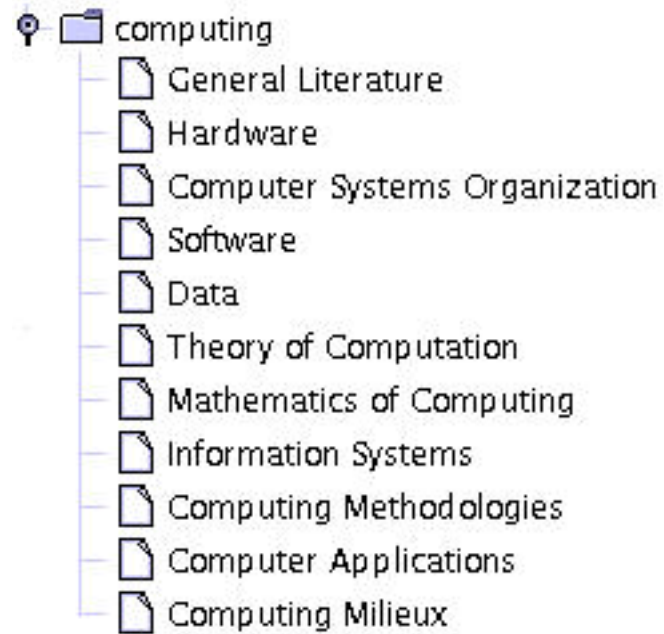 computing
General Literature
Hardware
Computer Systems Organization
Software
Data
Theory of Computation
Mathematics of Computing
Information Systems
Computing Methodologies
Computer Applications
Computing Milieux